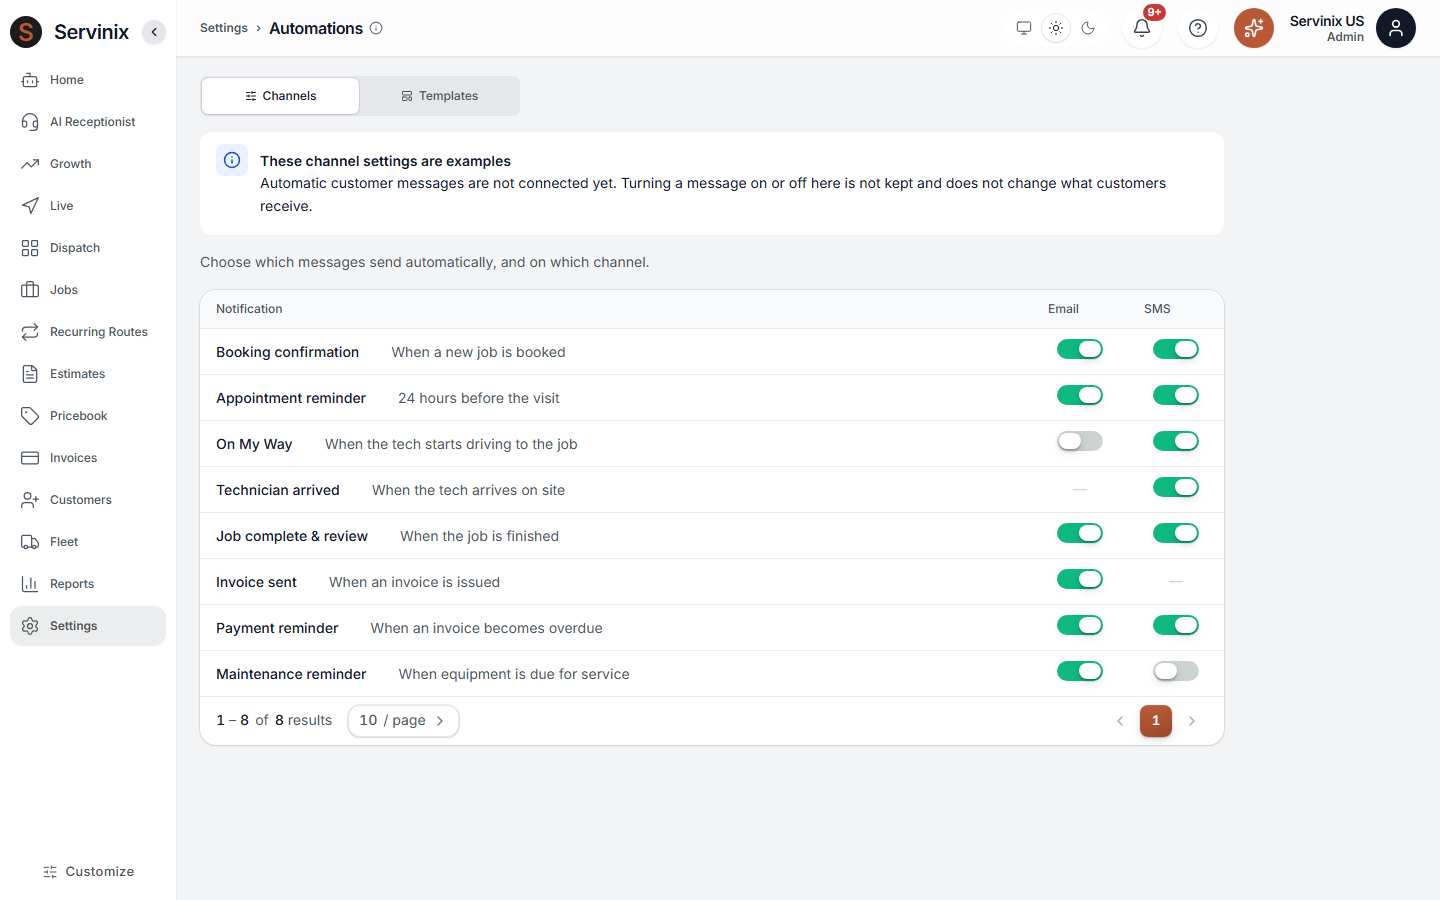 S Servinix
Home
AI Receptionist
Growth
Live
Dispatch
Jobs
Recurring Routes
Estimates
Pricebook
Invoices
Customers
Fleet
Reports
Settings
Customize
Settings › Automations
9+
Servinix US
Admin
Channels
Templates
These channel settings are examples
Automatic customer messages are not connected yet. Turning a message on or off here is not kept and does not change what customers
receive.
Choose which messages send automatically, and on which channel.
Notification Email SMS
Booking confirmation When a new job is booked
Appointment reminder 24 hours before the visit
On My Way When the tech starts driving to the job
Technician arrived When the tech arrives on site —
Job complete & review When the job is finished
Invoice sent When an invoice is issued —
Payment reminder When an invoice becomes overdue
Maintenance reminder When equipment is due for service
1 – 8 of 8 results 10 / page 1